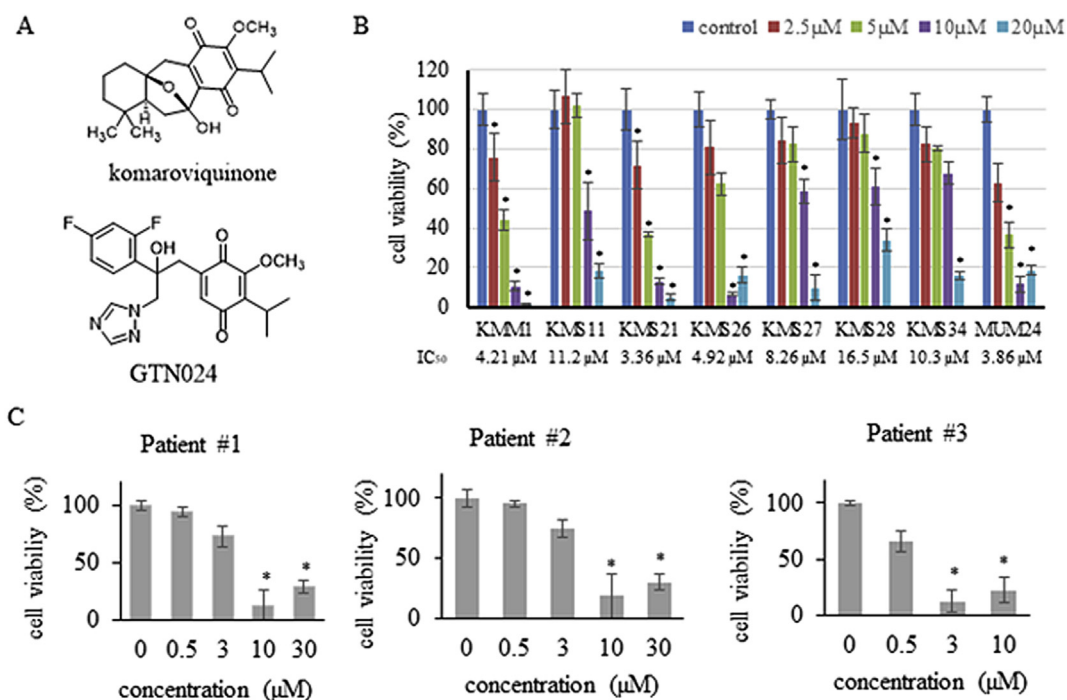 A
OCH₃
O
O
O
H
OH
H₃C CH₃
komaroviquinone
F
F
OH
O
OCH₃
N
N
N
O
GTN024
B
control 2.5μM 5μM 10μM 20μM
cell viability (%)
120
100
80
60
40
20
0
KMM1 KMS11 KMS21 KMS26 KMS27 KMS28 KMS34 MUM24
IC₅₀ 4.21 μM 11.2 μM 3.36 μM 4.92 μM 8.26 μM 16.5 μM 10.3 μM 3.86 μM
C
Patient #1
cell viability (%)
100
50
0
* *
0 0.5 3 10 30
concentration (μM)
Patient #2
cell viability (%)
100
50
0
* *
0 0.5 3 10 30
concentration (μM)
Patient #3
cell viabiliy (%)
100
50
0
* *
0 0.5 3 10
concentration (μM)